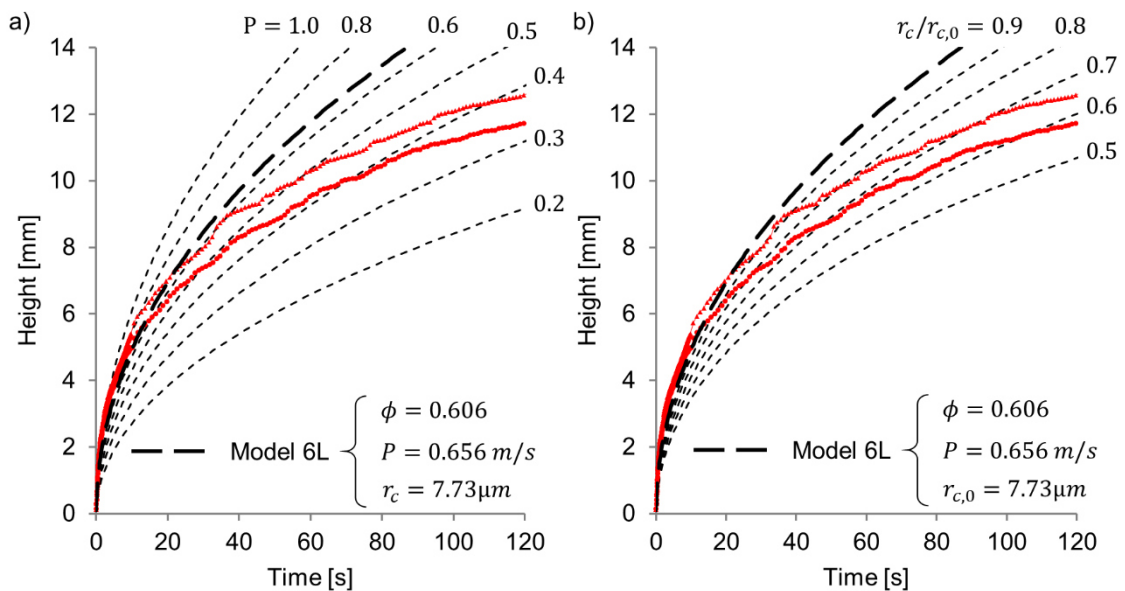 a)
P = 1.0
0.8
0.6
0.5
0.4
0.3
0.2
14
12
10
8
6
4
2
0
Height [mm]
0 20 40 60 80 100 120
Time [s]
Model 6L
ϕ = 0.606
P = 0.656 m/s
r_c = 7.73µm
b)
r_c/r_{c,0} = 0.9
0.8
0.7
0.6
0.5
14
12
10
8
6
4
2
0
Height [mm]
0 20 40 60 80 100 120
Time [s]
Model 6L
ϕ = 0.606
P = 0.656 m/s
r_{c,0} = 7.73µm